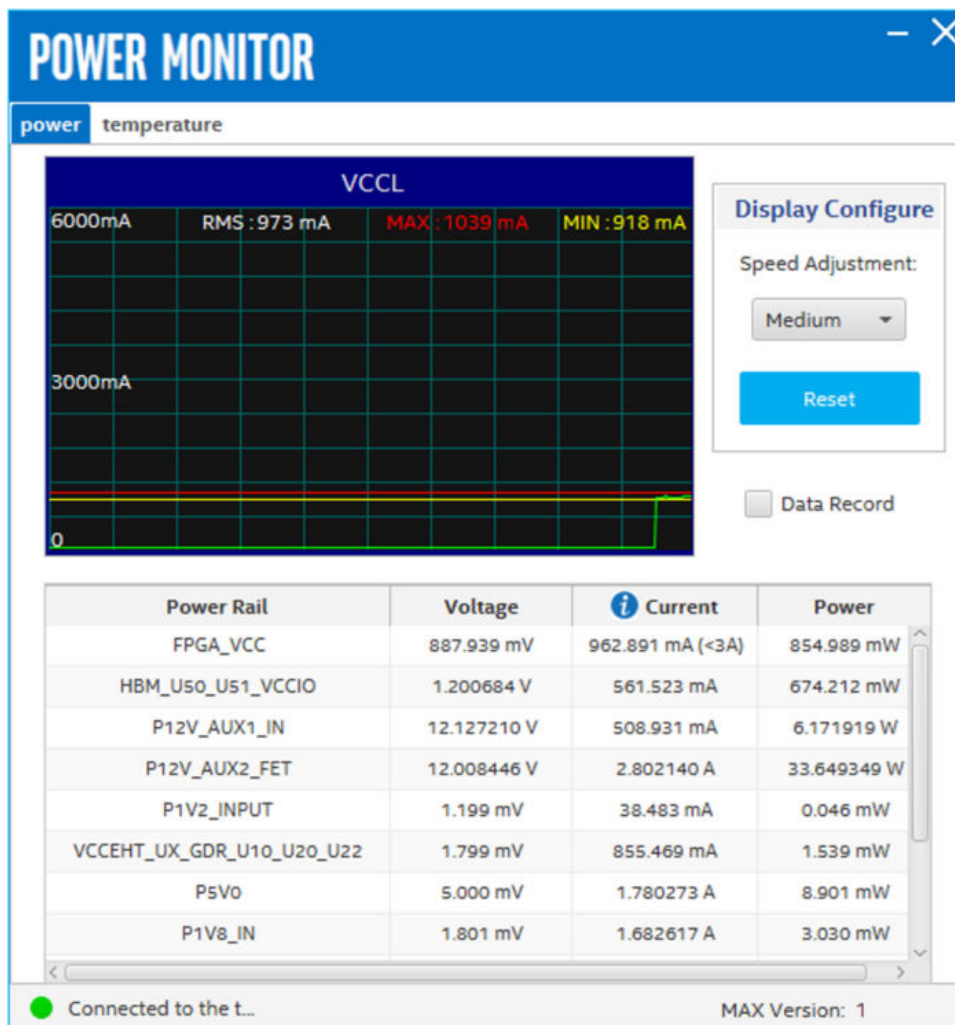 POWER MONITOR
power temperature
VCCL
6000mA RMS : 973 mA MAX : 1039 mA MIN : 918 mA
3000mA
0
Display Configure
Speed Adjustment:
Medium
Reset
Data Record
Power Rail Voltage i Current Power
FPGA_VCC 887.939 mV 962.891 mA (<3A) 854.989 mW
HBM_U50_U51_VCCIO 1.200684 V 561.523 mA 674.212 mW
P12V_AUX1_IN 12.127210 V 508.931 mA 6.171919 W
P12V_AUX2_FET 12.008446 V 2.802140 A 33.649349 W
P1V2_INPUT 1.199 mV 38.483 mA 0.046 mW
VCCEHT_UX_GDR_U10_U20_U22 1.799 mV 855.469 mA 1.539 mW
P5V0 5.000 mV 1.780273 A 8.901 mW
P1V8_IN 1.801 mV 1.682617 A 3.030 mW
Connected to the t... MAX Version: 1